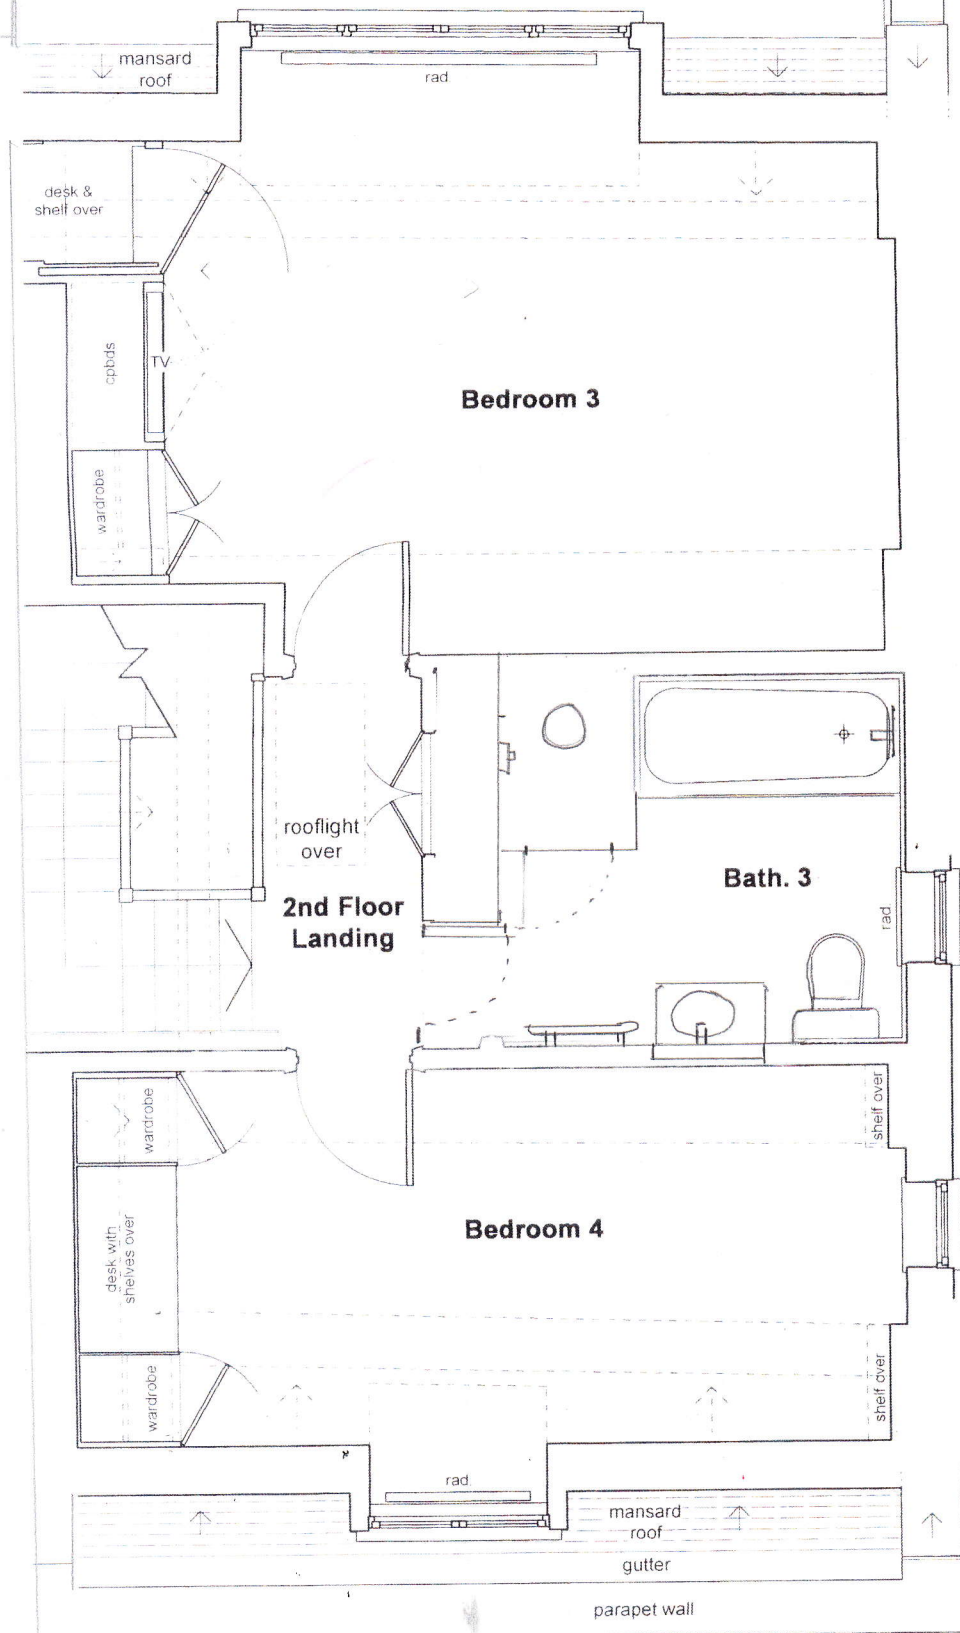 mansard
roof
rad
desk &
shelf over
cpbds
TV
Bedroom 3
wardrobe
rooflight
over
2nd Floor
Landing
Bath. 3
rad
wardrobe
shelf over
desk with
shelves over
Bedroom 4
wardrobe
shelf over
rad
mansard
roof
gutter
parapet wall